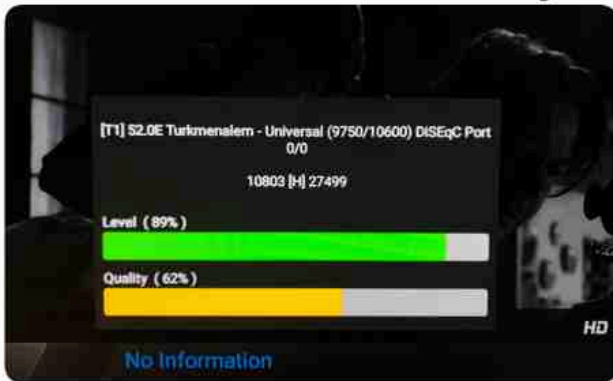 [T1] 52.0E Turkmenalem - Universal (9750/10600) DiSEqC Port
0/0
10803 [H] 27499
Level ( 89% )
Quality ( 62% )
HD
No Information